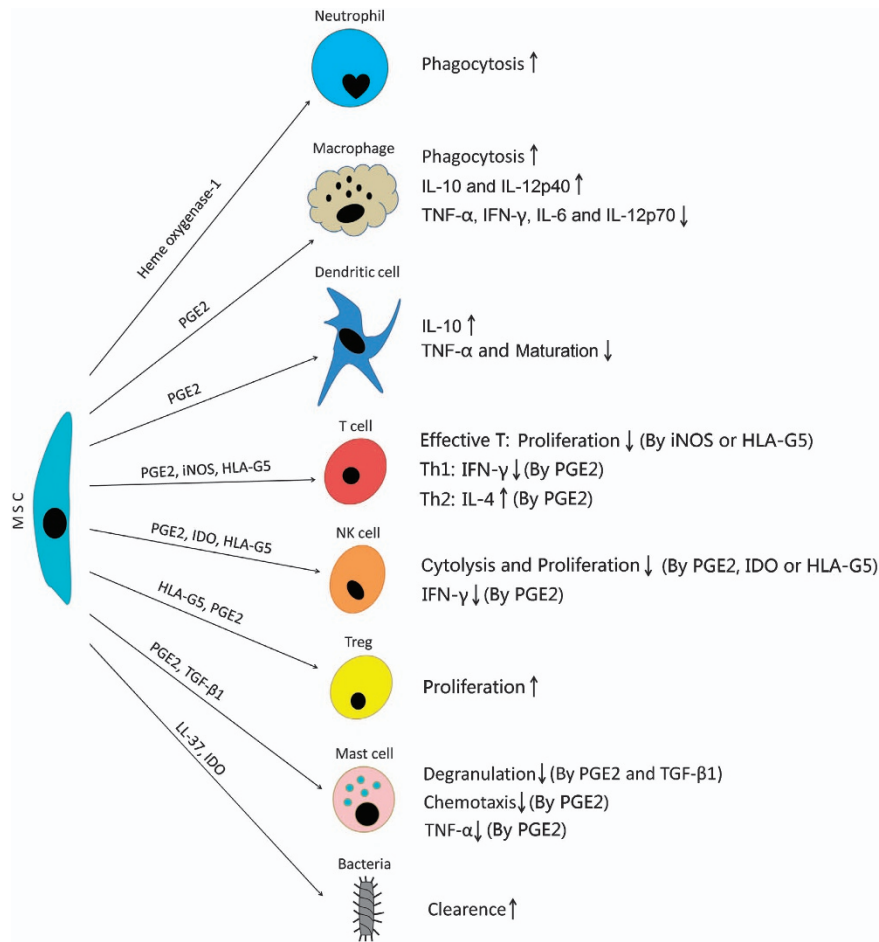 Neutrophil
Phagocytosis ↑
Heme oxygenase-1
Macrophage
Phagocytosis ↑
IL-10 and IL-12p40 ↑
TNF-α, IFN-γ, IL-6 and IL-12p70 ↓
PGE2
Dendritic cell
IL-10 ↑
TNF-α and Maturation ↓
PGE2
MSC
T cell
PGE2, iNOS, HLA-G5
Effective T: Proliferation ↓ (By iNOS or HLA-G5)
Th1: IFN-γ ↓ (By PGE2)
Th2: IL-4 ↑ (By PGE2)
NK cell
PGE2, IDO, HLA-G5
Cytolysis and Proliferation ↓ (By PGE2, IDO or HLA-G5)
IFN-γ ↓ (By PGE2)
HLA-G5, PGE2
Treg
Proliferation ↑
PGE2, TGF-β1
Mast cell
Degranulation ↓ (By PGE2 and TGF-β1)
Chemotaxis ↓ (By PGE2)
TNF-α ↓ (By PGE2)
LL-37, IDO
Bacteria
Clearence ↑